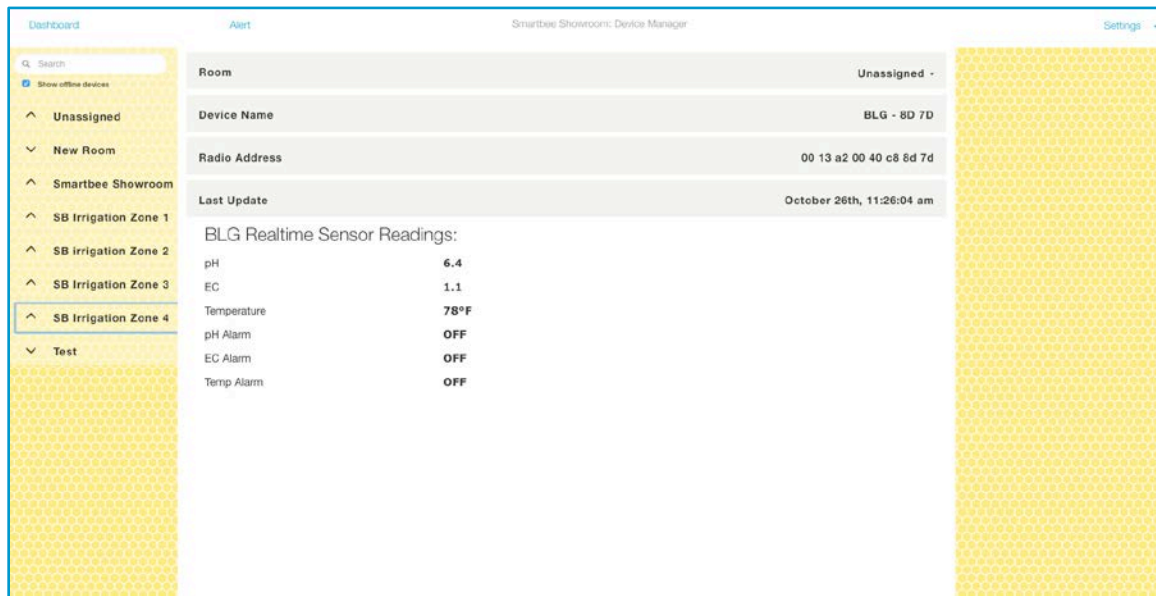 Dashboard Alert Smartbee Showroom: Device Manager Settings
Search
Show offline devices
Unassigned
New Room
Smartbee Showroom
SB Irrigation Zone 1
SB irrigation Zone 2
SB Irrigation Zone 3
SB Irrigation Zone 4
Test
Room Unassigned -
Device Name BLG - 8D 7D
Radio Address 00 13 a2 00 40 c8 8d 7d
Last Update October 26th, 11:26:04 am
BLG Realtime Sensor Readings:
pH 6.4
EC 1.1
Temperature 78°F
pH Alarm OFF
EC Alarm OFF
Temp Alarm OFF